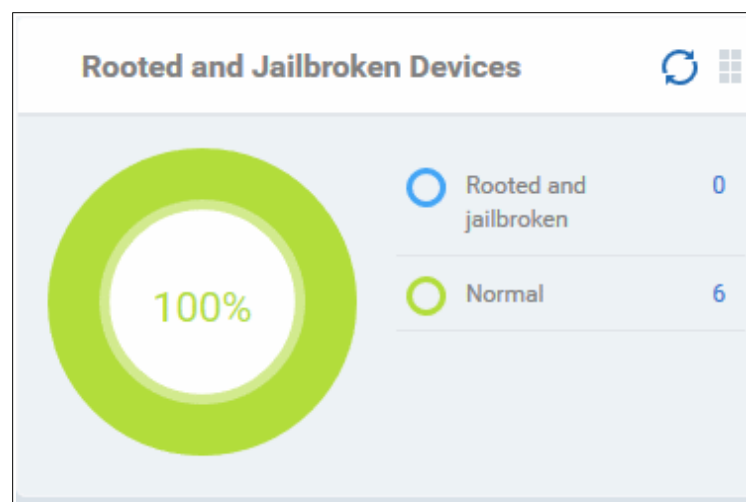 Rooted and Jailbroken Devices
100%
Rooted and 0
jailbroken
Normal 6